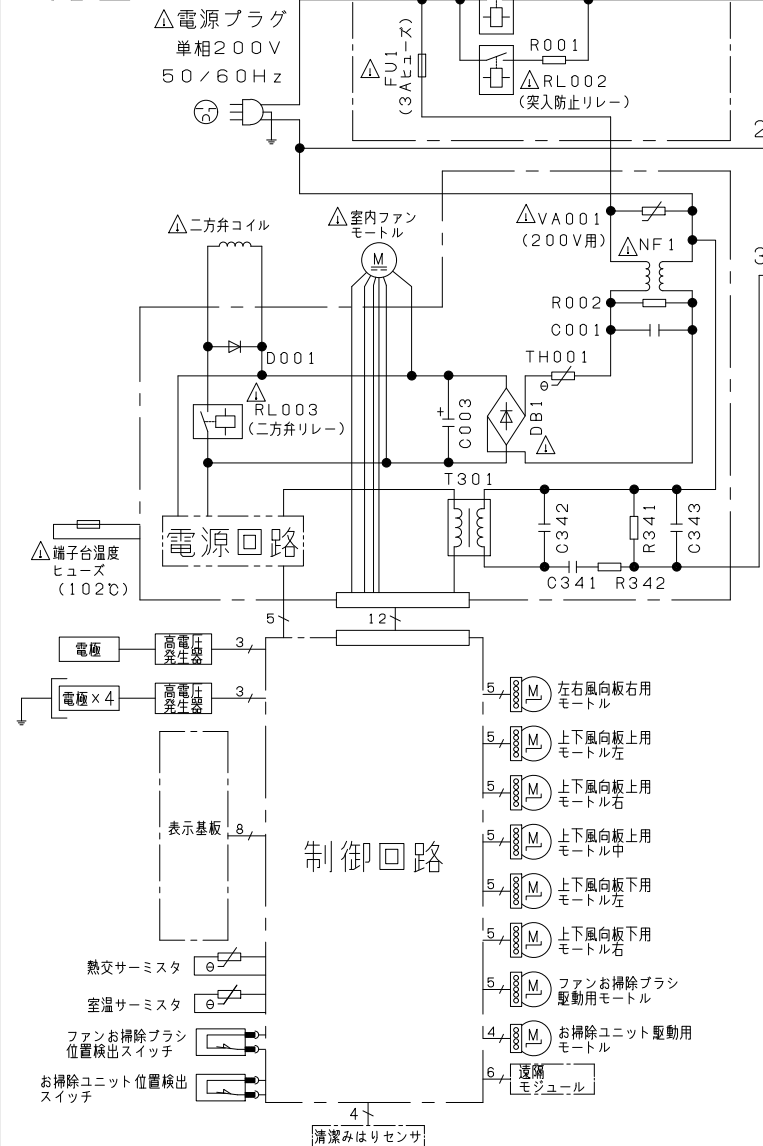 電源プラグ
単相200V
50/60Hz
FU1
(3Aヒューズ)
R001
RL002
(突入防止リレー)
2
二方弁コイル
室内ファン
モートル
M
VA001
(200V用)
NF1
3
R002
C001
TH001
D001
RL003
(二方弁リレー)
+
C003
DB1
T301
電源回路
端子台温度
ヒューズ
(102℃)
C342
R341
C343
C341
R342
5
12
電極
高電圧
発生器
3
電極×4
高電圧
発生器
3
表示基板
8
制御回路
5
M
左右風向板右用
モートル
5
M
上下風向板上用
モートル左
5
M
上下風向板上用
モートル右
5
M
上下風向板上用
モートル中
5
M
上下風向板下用
モートル左
5
M
上下風向板下用
モートル右
5
M
ファンお掃除ブラシ
駆動用モートル
4
M
お掃除ユニット駆動用
モートル
6
遠隔
モジュール
熱交サーミスタ
θ
室温サーミスタ
θ
ファンお掃除ブラシ
位置検出スイッチ
お掃除ユニット位置検出
スイッチ
4
清潔みはりセンサ